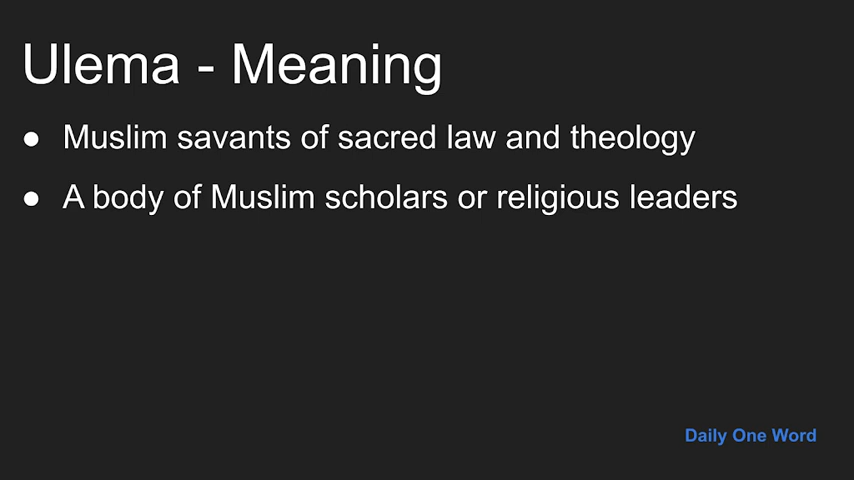 Ulema - Meaning
● Muslim savants of sacred law and theology
● A body of Muslim scholars or religious leaders
Daily One Word